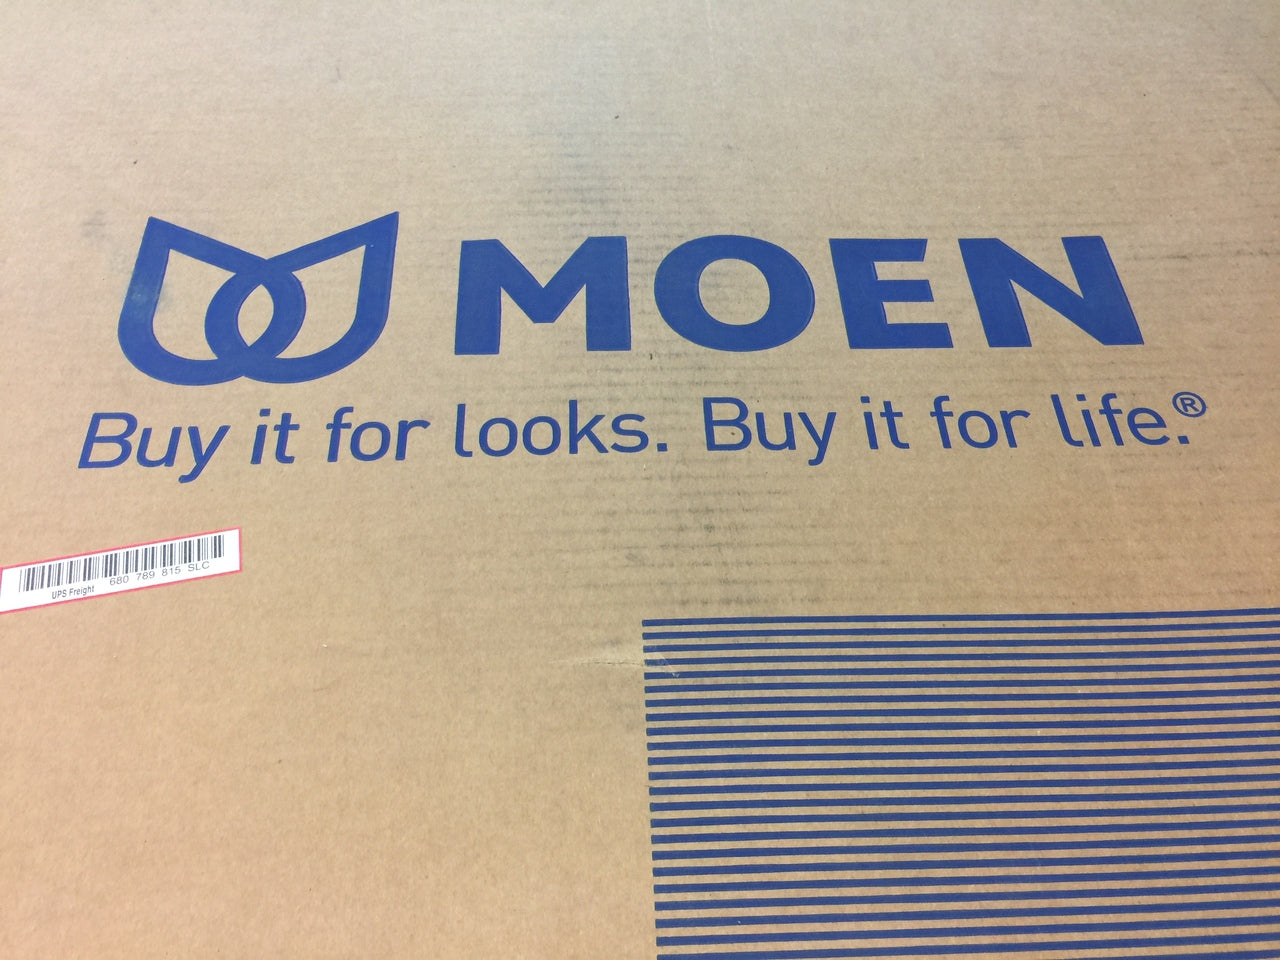 MOEN
Buy it for looks. Buy it for life.®
UPS Freight 680 789 815 SLC